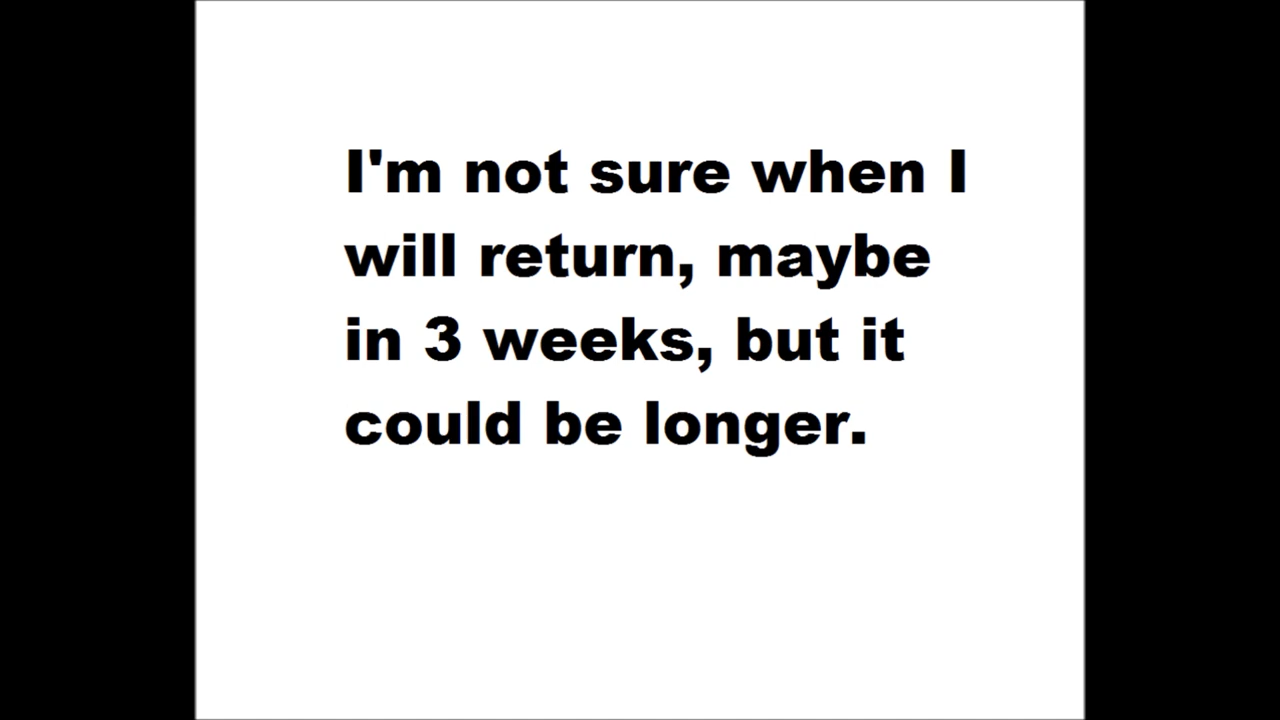 I'm not sure when I
will return, maybe
in 3 weeks, but it
could be longer.